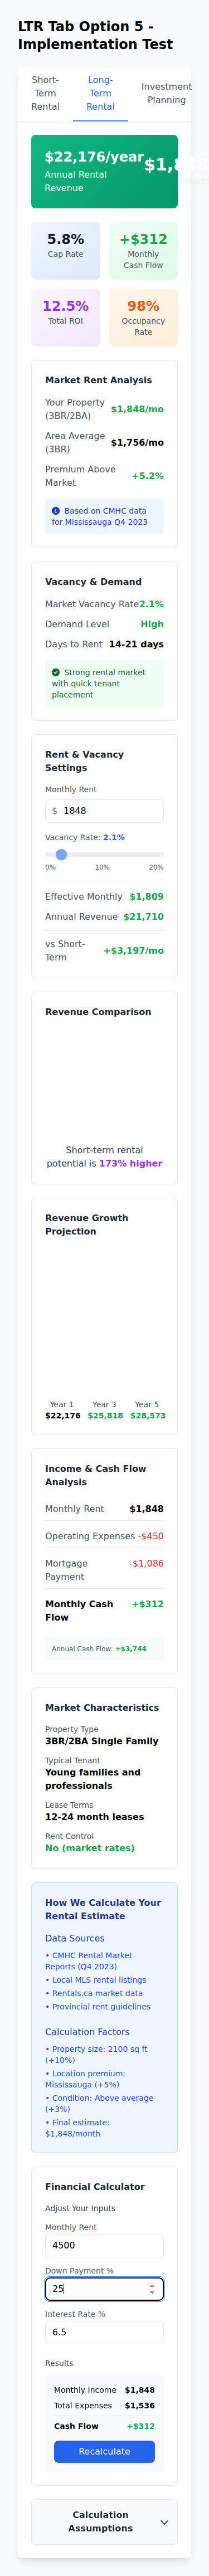 LTR Tab Option 5 -
Implementation Test
Short-
Term
Rental
Long-
Term
Rental
Investment
Planning
$22,176/year
Annual Rental
Revenue
5.8%
Cap Rate
+$312
Monthly
Cash Flow
12.5%
Total ROI
98%
Occupancy
Rate
Market Rent Analysis
Your Property
(3BR/2BA)
$1,848/mo
Area Average
(3BR)
$1,756/mo
Premium Above
Market
+5.2%
Based on CMHC data
for Mississauga Q4 2023
Vacancy & Demand
Market Vacancy Rate 2.1%
Demand Level High
Days to Rent 14-21 days
Strong rental market
with quick tenant
placement
Rent & Vacancy
Settings
Monthly Rent
$ 1848
Vacancy Rate: 2.1%
0% 10% 20%
Effective Monthly $1,809
Annual Revenue $21,710
vs Short-
Term
+$3,197/mo
Revenue Comparison
Short-term rental
potential is 173% higher
Revenue Growth
Projection
Year 1 Year 3 Year 5
$22,176 $25,818 $28,573
Income & Cash Flow
Analysis
Monthly Rent $1,848
Operating Expenses -$450
Mortgage
Payment
-$1,086
Monthly Cash
Flow
+$312
Annual Cash Flow: +$3,744
Market Characteristics
Property Type
3BR/2BA Single Family
Typical Tenant
Young families and
professionals
Lease Terms
12-24 month leases
Rent Control
No (market rates)
How We Calculate Your
Rental Estimate
Data Sources
• CMHC Rental Market
Reports (Q4 2023)
• Local MLS rental listings
• Rentals.ca market data
• Provincial rent guidelines
Calculation Factors
• Property size: 2100 sq ft
(+10%)
• Location premium:
Mississauga (+5%)
• Condition: Above average
(+3%)
• Final estimate:
$1,848/month
Financial Calculator
Adjust Your Inputs
Monthly Rent
4500
Down Payment %
25
Interest Rate %
6.5
Results
Monthly Income $1,848
Total Expenses $1,536
Cash Flow +$312
Recalculate
Calculation
Assumptions